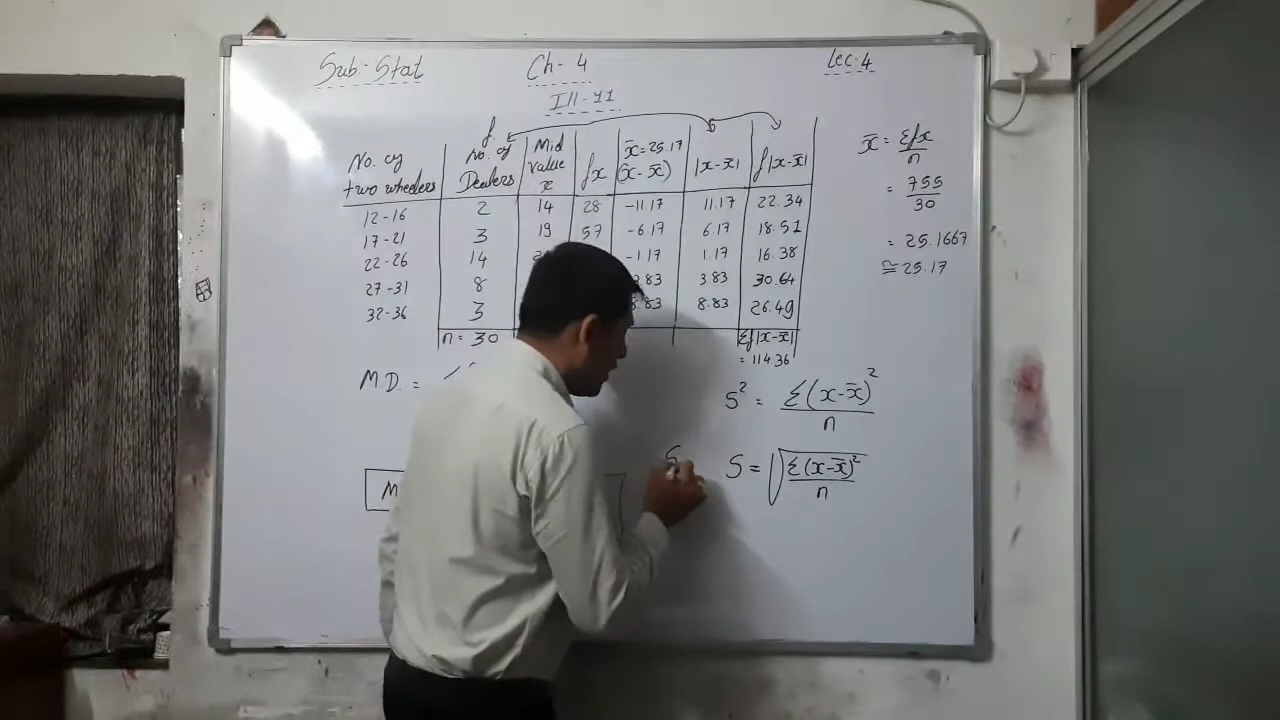 Sub-Stat Ch-4 Lec.4
Ill-11
No. of two wheelers | f. No. of Dealers | Mid value x | fx | x̄=25.17 (x-x̄) | |x-x̄| | f|x-x̄|
12-16 | 2 | 14 | 28 | -11.17 | 11.17 | 22.34
17-21 | 3 | 19 | 57 | -6.17 | 6.17 | 18.51
22-26 | 14 | -1.17 | 1.17 | 16.38
27-31 | 8 | 3.83 | 30.64
32-36 | 3 | 8.83 | 26.49
n = 30 | Σf|x-x̄|
= 114.36
x̄ = Σfx/n
= 755/30
= 25.1667
≅ 25.17
M.D. =
S² = Σ(x-x̄)²/n
S = √(Σ(x-x̄)²/n)
M
S